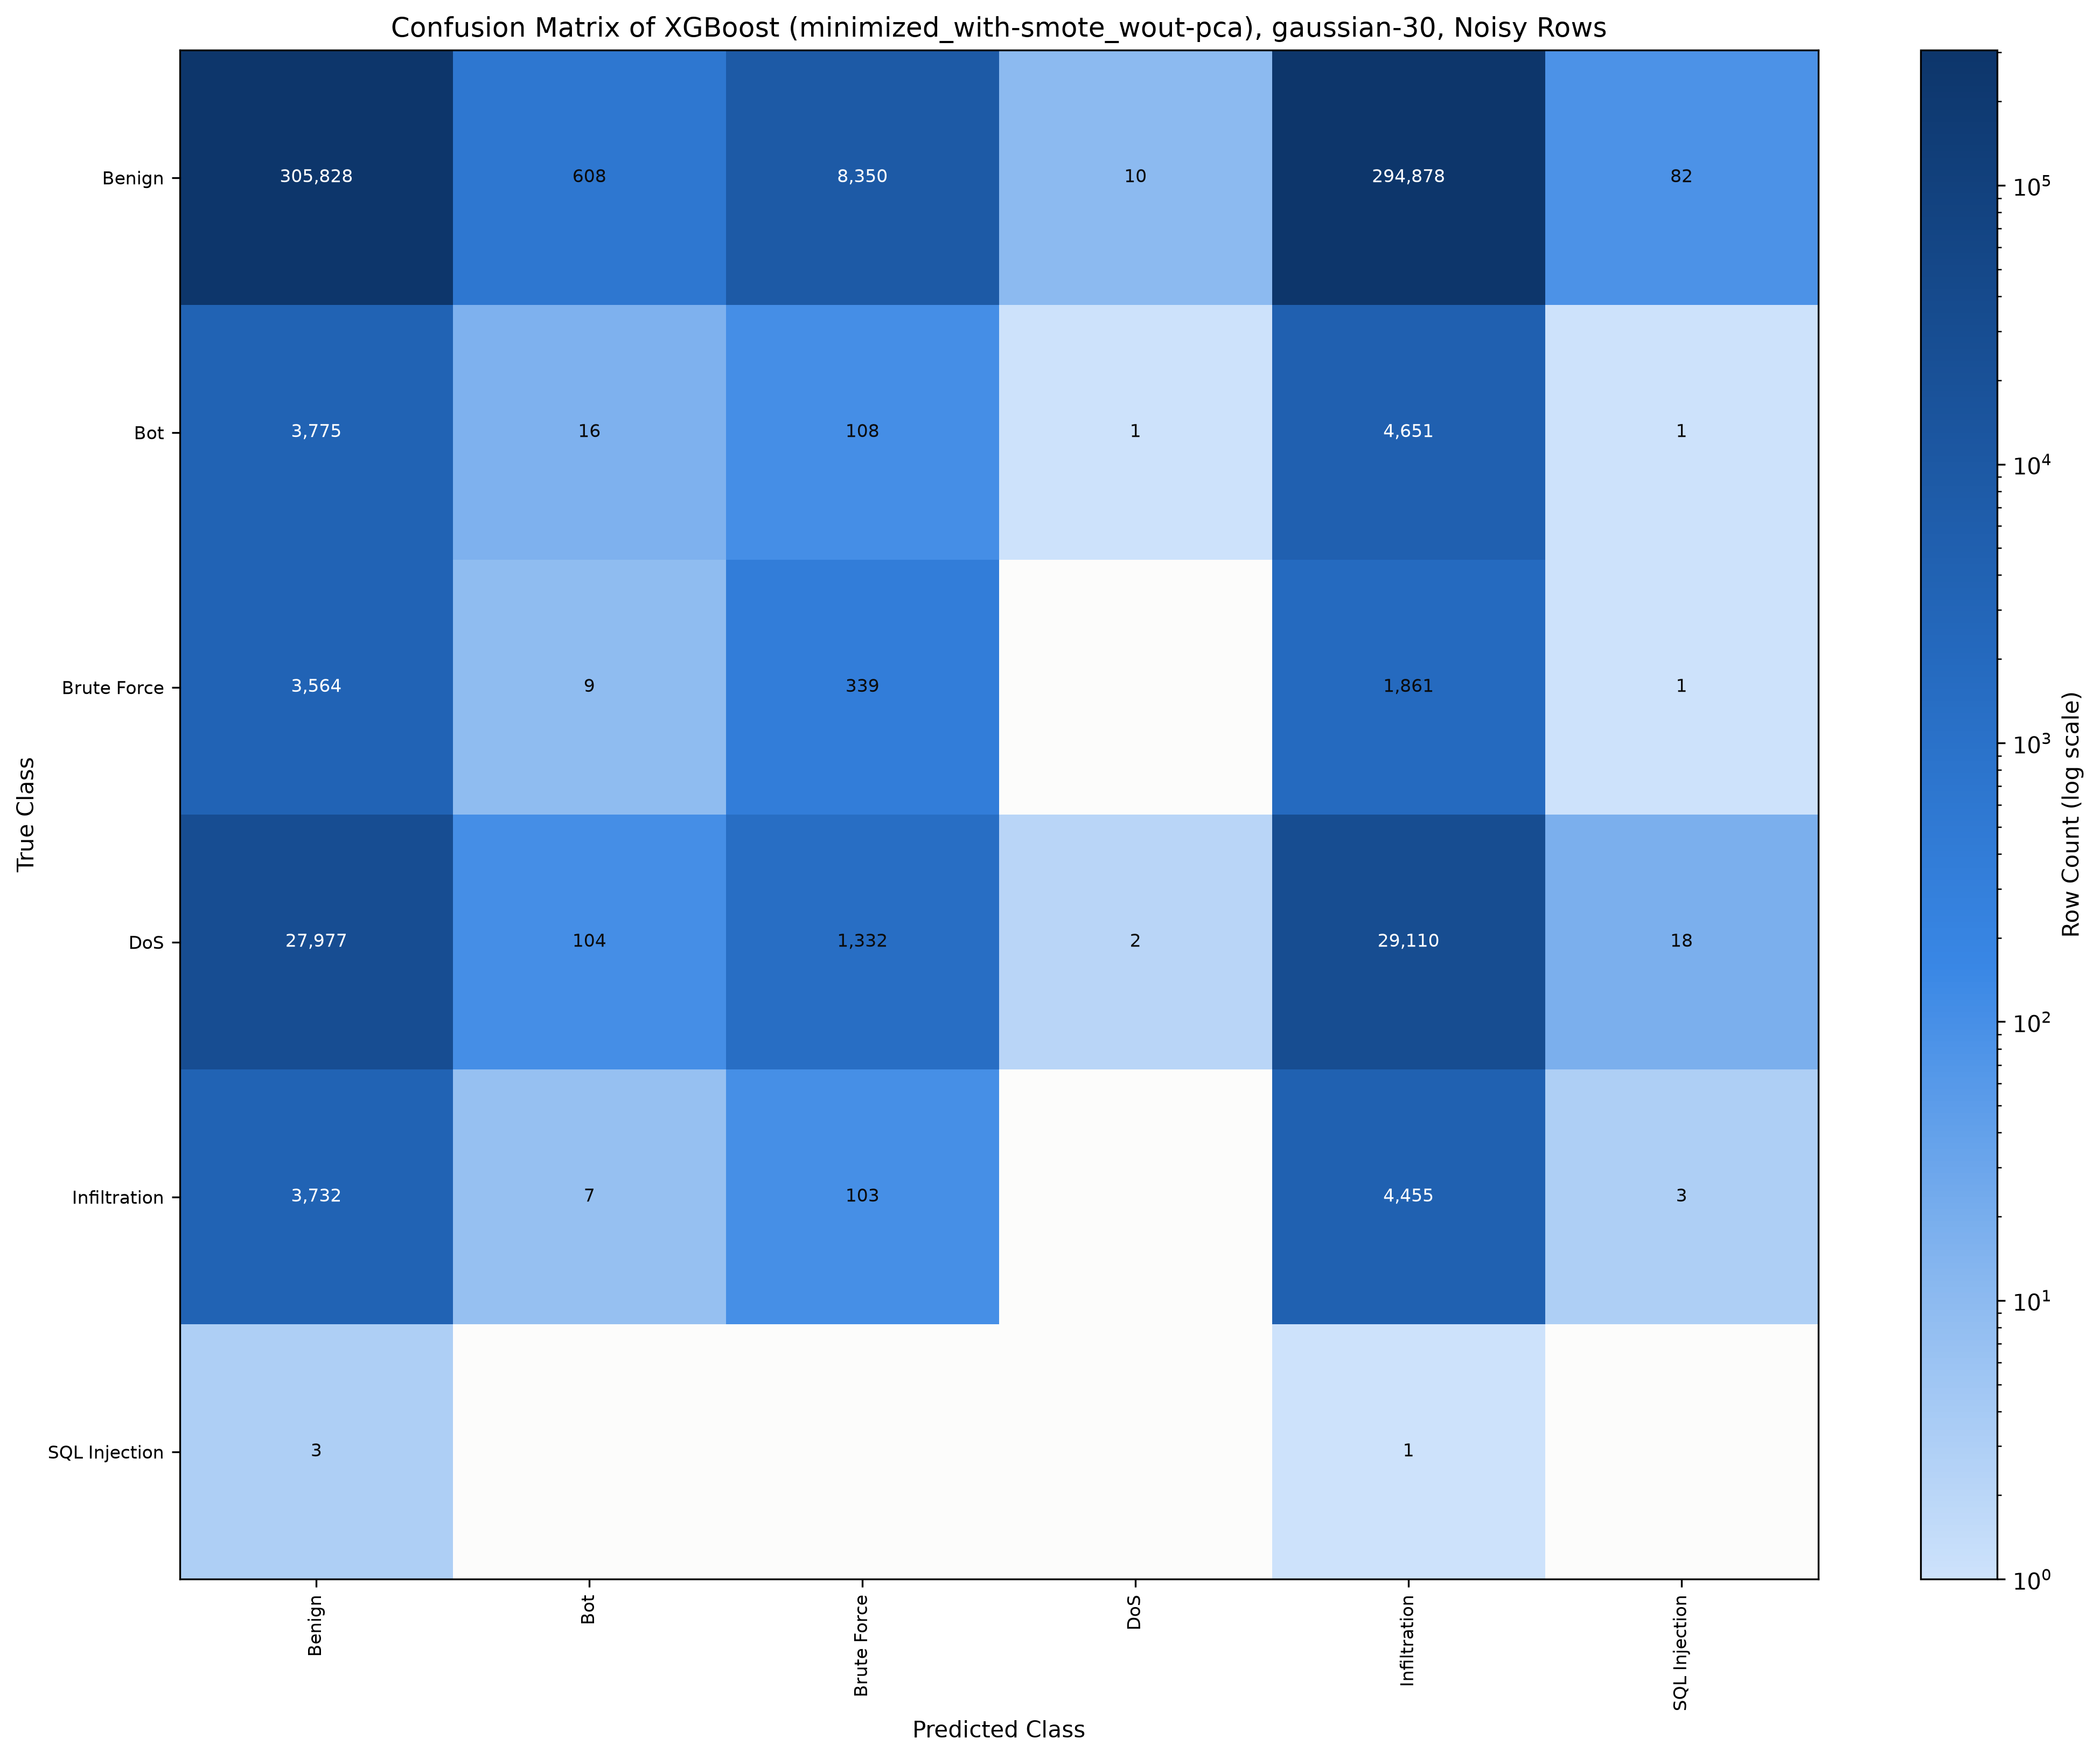 Confusion Matrix of XGBoost (minimized_with-smote_wout-pca), gaussian-30, Noisy Rows
True Class
Benign 305,828 608 8,350 10 294,878 82
Bot 3,775 16 108 1 4,651 1
Brute Force 3,564 9 339 1,861 1
DoS 27,977 104 1,332 2 29,110 18
Infiltration 3,732 7 103 4,455 3
SQL Injection 3 1
Benign Bot Brute Force DoS Infiltration SQL Injection
Predicted Class
10⁵
10⁴
10³
10²
10¹
10⁰
Row Count (log scale)